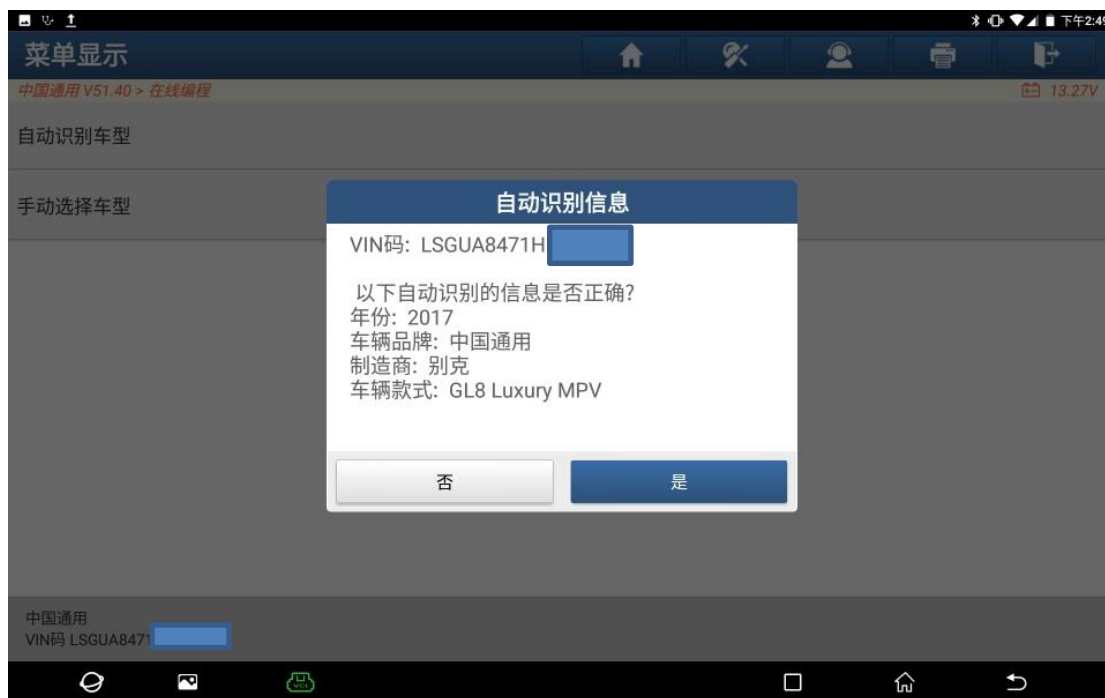 下午2:49
菜单显示
中国通用 V51.40 > 在线编程
13.27V
自动识别车型
手动选择车型
自动识别信息
VIN码: LSGUA8471H
以下自动识别的信息是否正确?
年份: 2017
车辆品牌: 中国通用
制造商: 别克
车辆款式: GL8 Luxury MPV
否
是
中国通用
VIN码 LSGUA8471